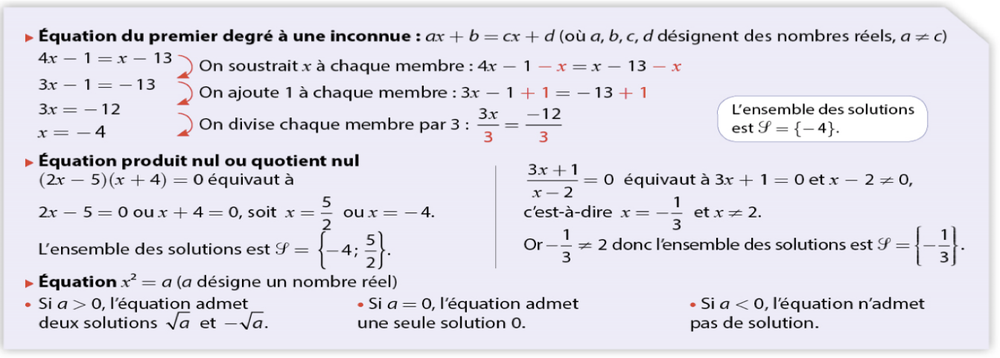 ▸ Équation du premier degré à une inconnue : ax + b = cx + d (où a, b, c, d désignent des nombres réels, a ≠ c)
4x − 1 = x − 13
On soustrait x à chaque membre : 4x − 1 − x = x − 13 − x
3x − 1 = −13
On ajoute 1 à chaque membre : 3x − 1 + 1 = −13 + 1
3x = −12
On divise chaque membre par 3 : 3x/3 = −12/3
x = −4
L'ensemble des solutions
est 𝒮 = {−4}.
▸ Équation produit nul ou quotient nul
(2x − 5)(x + 4) = 0 équivaut à
2x − 5 = 0 ou x + 4 = 0, soit x = 5/2 ou x = −4.
L'ensemble des solutions est 𝒮 = {−4 ; 5/2}.
(3x + 1)/(x − 2) = 0 équivaut à 3x + 1 = 0 et x − 2 ≠ 0,
c'est-à-dire x = −1/3 et x ≠ 2.
Or −1/3 ≠ 2 donc l'ensemble des solutions est 𝒮 = {−1/3}.
▸ Équation x² = a (a désigne un nombre réel)
• Si a > 0, l'équation admet
deux solutions √a et −√a.
• Si a = 0, l'équation admet
une seule solution 0.
• Si a < 0, l'équation n'admet
pas de solution.